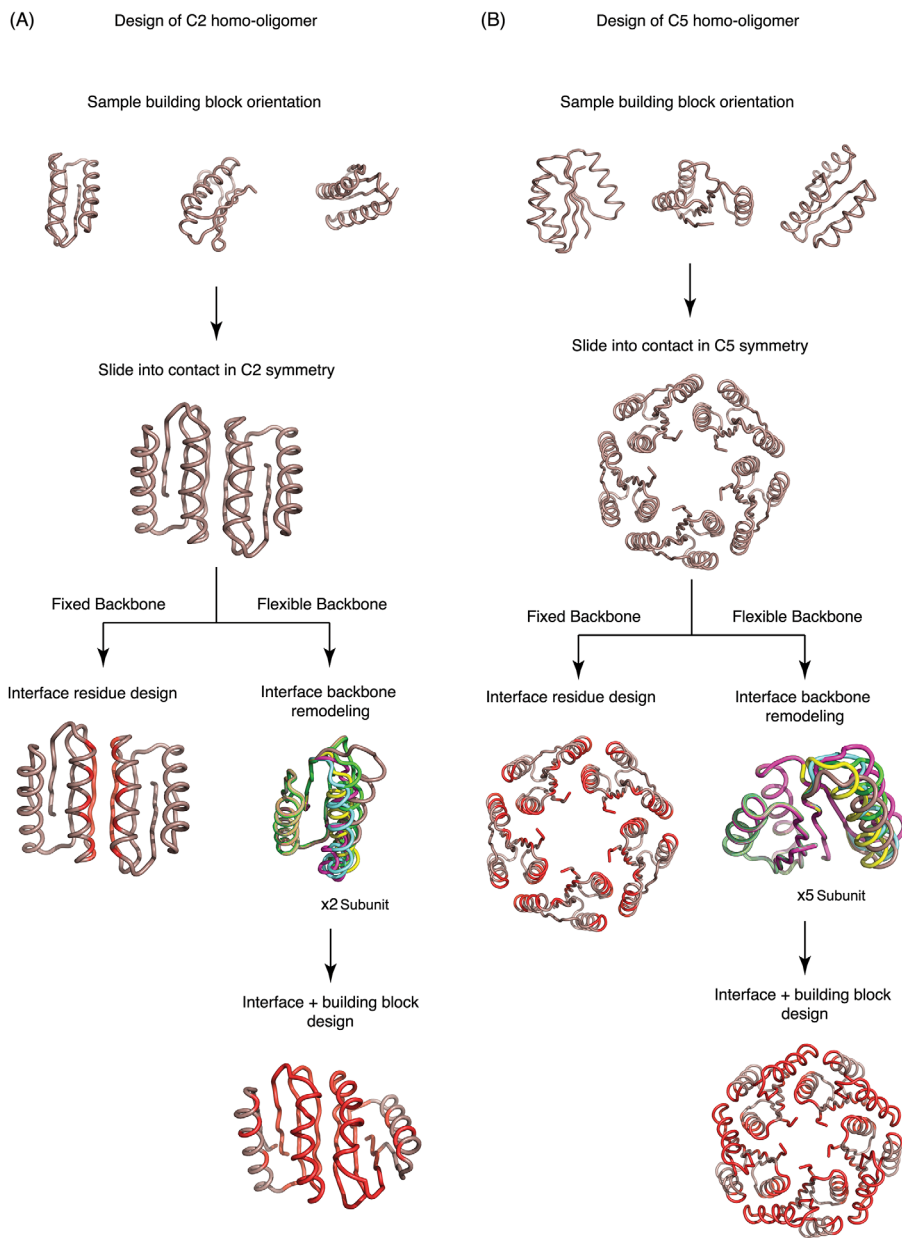 (A)
Design of C2 homo-oligomer
Sample building block orientation
Slide into contact in C2 symmetry
Fixed Backbone
Flexible Backbone
Interface residue design
Interface backbone
remodeling
x2 Subunit
Interface + building block
design
(B)
Design of C5 homo-oligomer
Sample building block orientation
Slide into contact in C5 symmetry
Fixed Backbone
Flexible Backbone
Interface residue design
Interface backbone
remodeling
x5 Subunit
Interface + building block
design